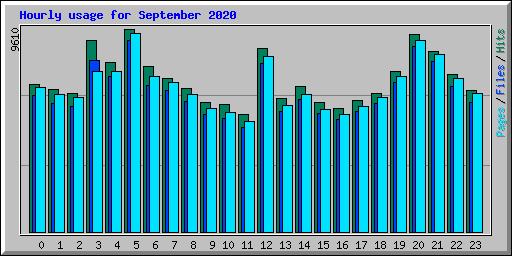 Hourly usage for September 2020
9610
Pages/Files/Hits
0 1 2 3 4 5 6 7 8 9 10 11 12 13 14 15 16 17 18 19 20 21 22 23